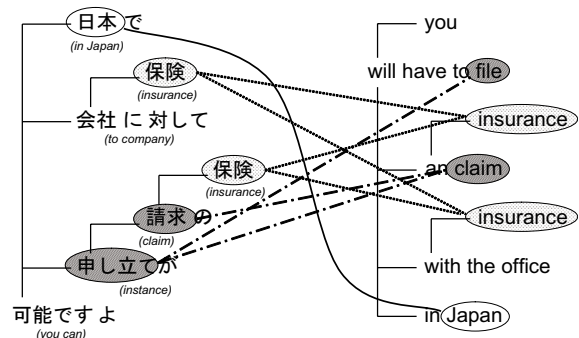 日本で
(in Japan)
保険
(insurance)
会社 に 対して
(to company)
保険
(insurance)
請求 の
(claim)
申し立てが
(instance)
可能です よ
(you can)
you
will have to file
insurance
an claim
insurance
with the office
in Japan